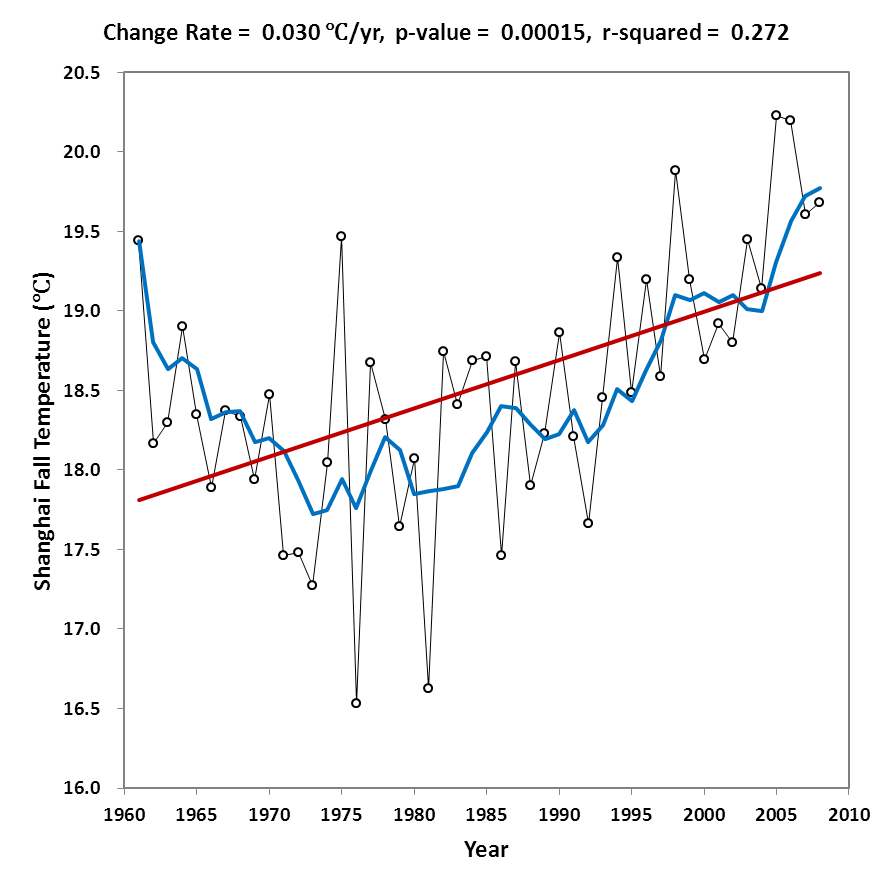 Change Rate = 0.030 ℃/yr, p-value = 0.00015, r-squared = 0.272
20.5
20.0
19.5
19.0
18.5
18.0
17.5
17.0
16.5
16.0
Shanghai Fall Temperature (℃)
1960 1965 1970 1975 1980 1985 1990 1995 2000 2005 2010
Year